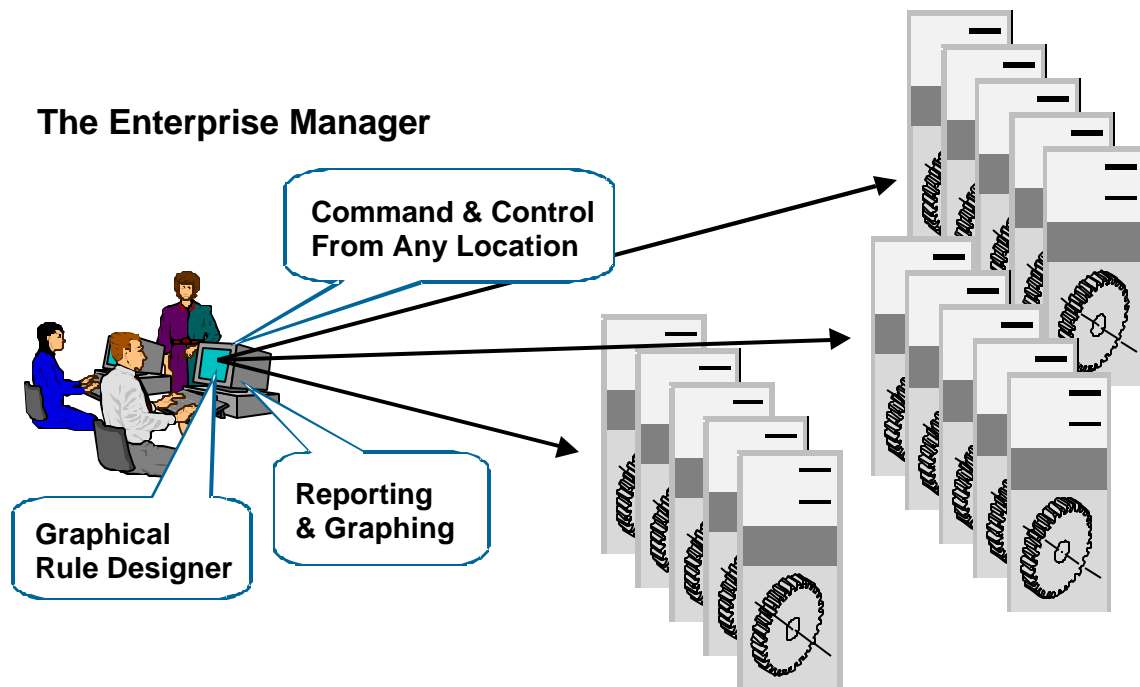 The Enterprise Manager
Command & Control
From Any Location
Reporting
& Graphing
Graphical
Rule Designer